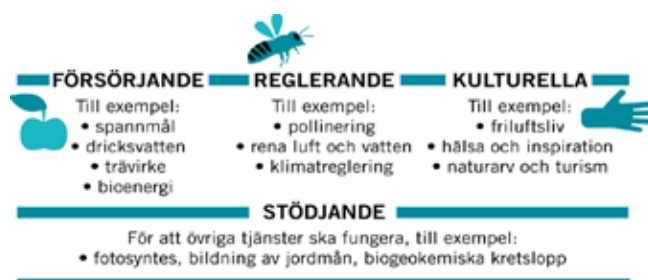 FÖRSÖRJANDE
Till exempel:
• spannmål
• dricksvatten
• trävirke
• bioenergi
REGLERANDE
Till exempel:
• pollinering
• rena luft och vatten
• klimatreglering
KULTURELLA
Till exempel:
• friluftsliv
• hälsa och inspiration
• naturarv och turism
STÖDJANDE
För att övriga tjänster ska fungera, till exempel:
• fotosyntes, bildning av jordmån, biogeokemiska kretslopp